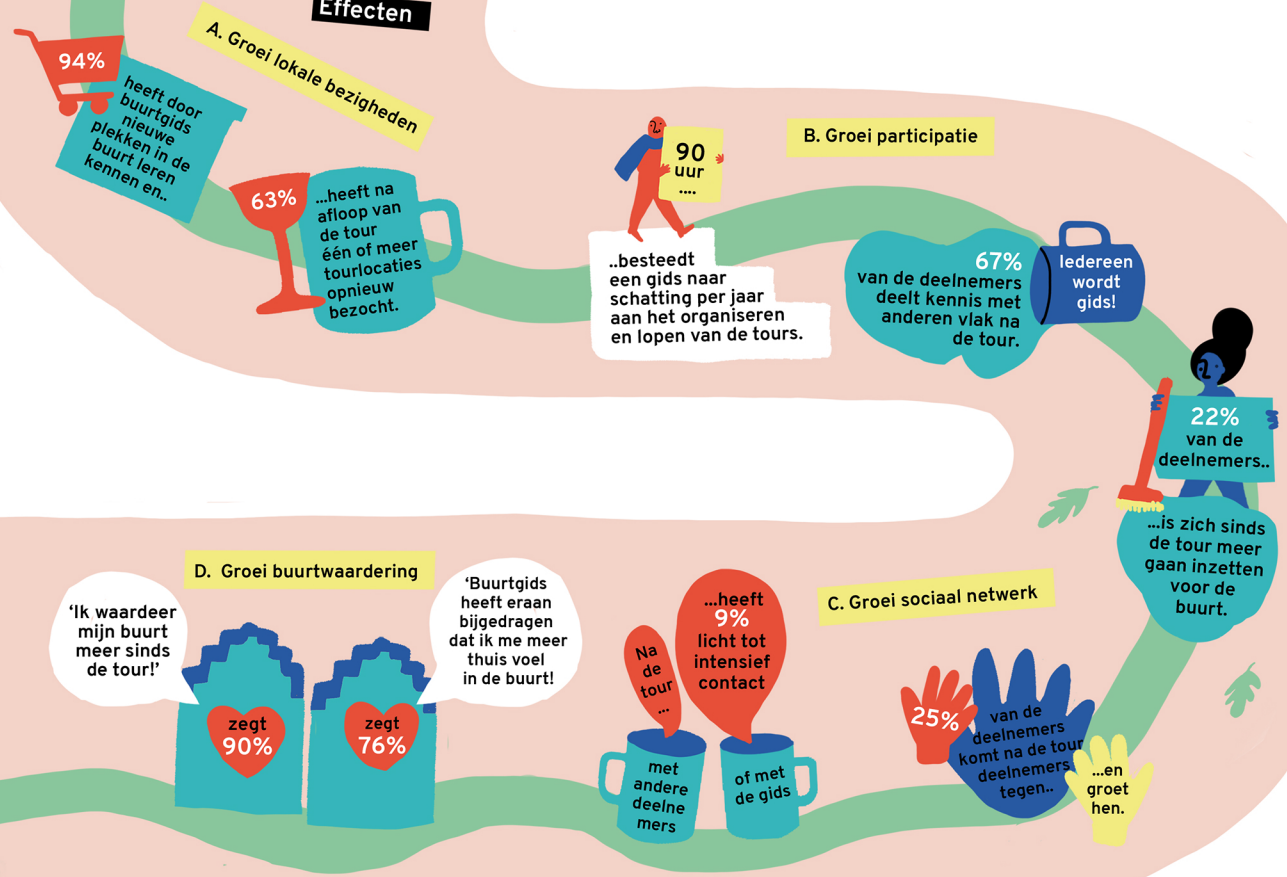 Effecten
A. Groei lokale bezigheden
94%
heeft door
buurtgids
nieuwe
plekken in de
buurt leren
kennen en..
63%
...heeft na
afloop van
de tour
één of meer
tourlocaties
opnieuw
bezocht.
90
uur
....
..besteedt
een gids naar
schatting per jaar
aan het organiseren
en lopen van de tours.
B. Groei participatie
67%
van de deelnemers
deelt kennis met
anderen vlak na
de tour.
Iedereen
wordt
gids!
22%
van de
deelnemers..
...is zich sinds
de tour meer
gaan inzetten
voor de
buurt.
C. Groei sociaal netwerk
25%
van de
deelnemers
komt na de tour
deelnemers
tegen..
...en
groet
hen.
Na
de
tour
...
...heeft
9%
licht tot
intensief
contact
met
andere
deelne
mers
of met
de gids
D. Groei buurtwaardering
‘Ik waardeer
mijn buurt
meer sinds
de tour!’
zegt
90%
‘Buurtgids
heeft eraan
bijgedragen
dat ik me meer
thuis voel
in de buurt!
zegt
76%